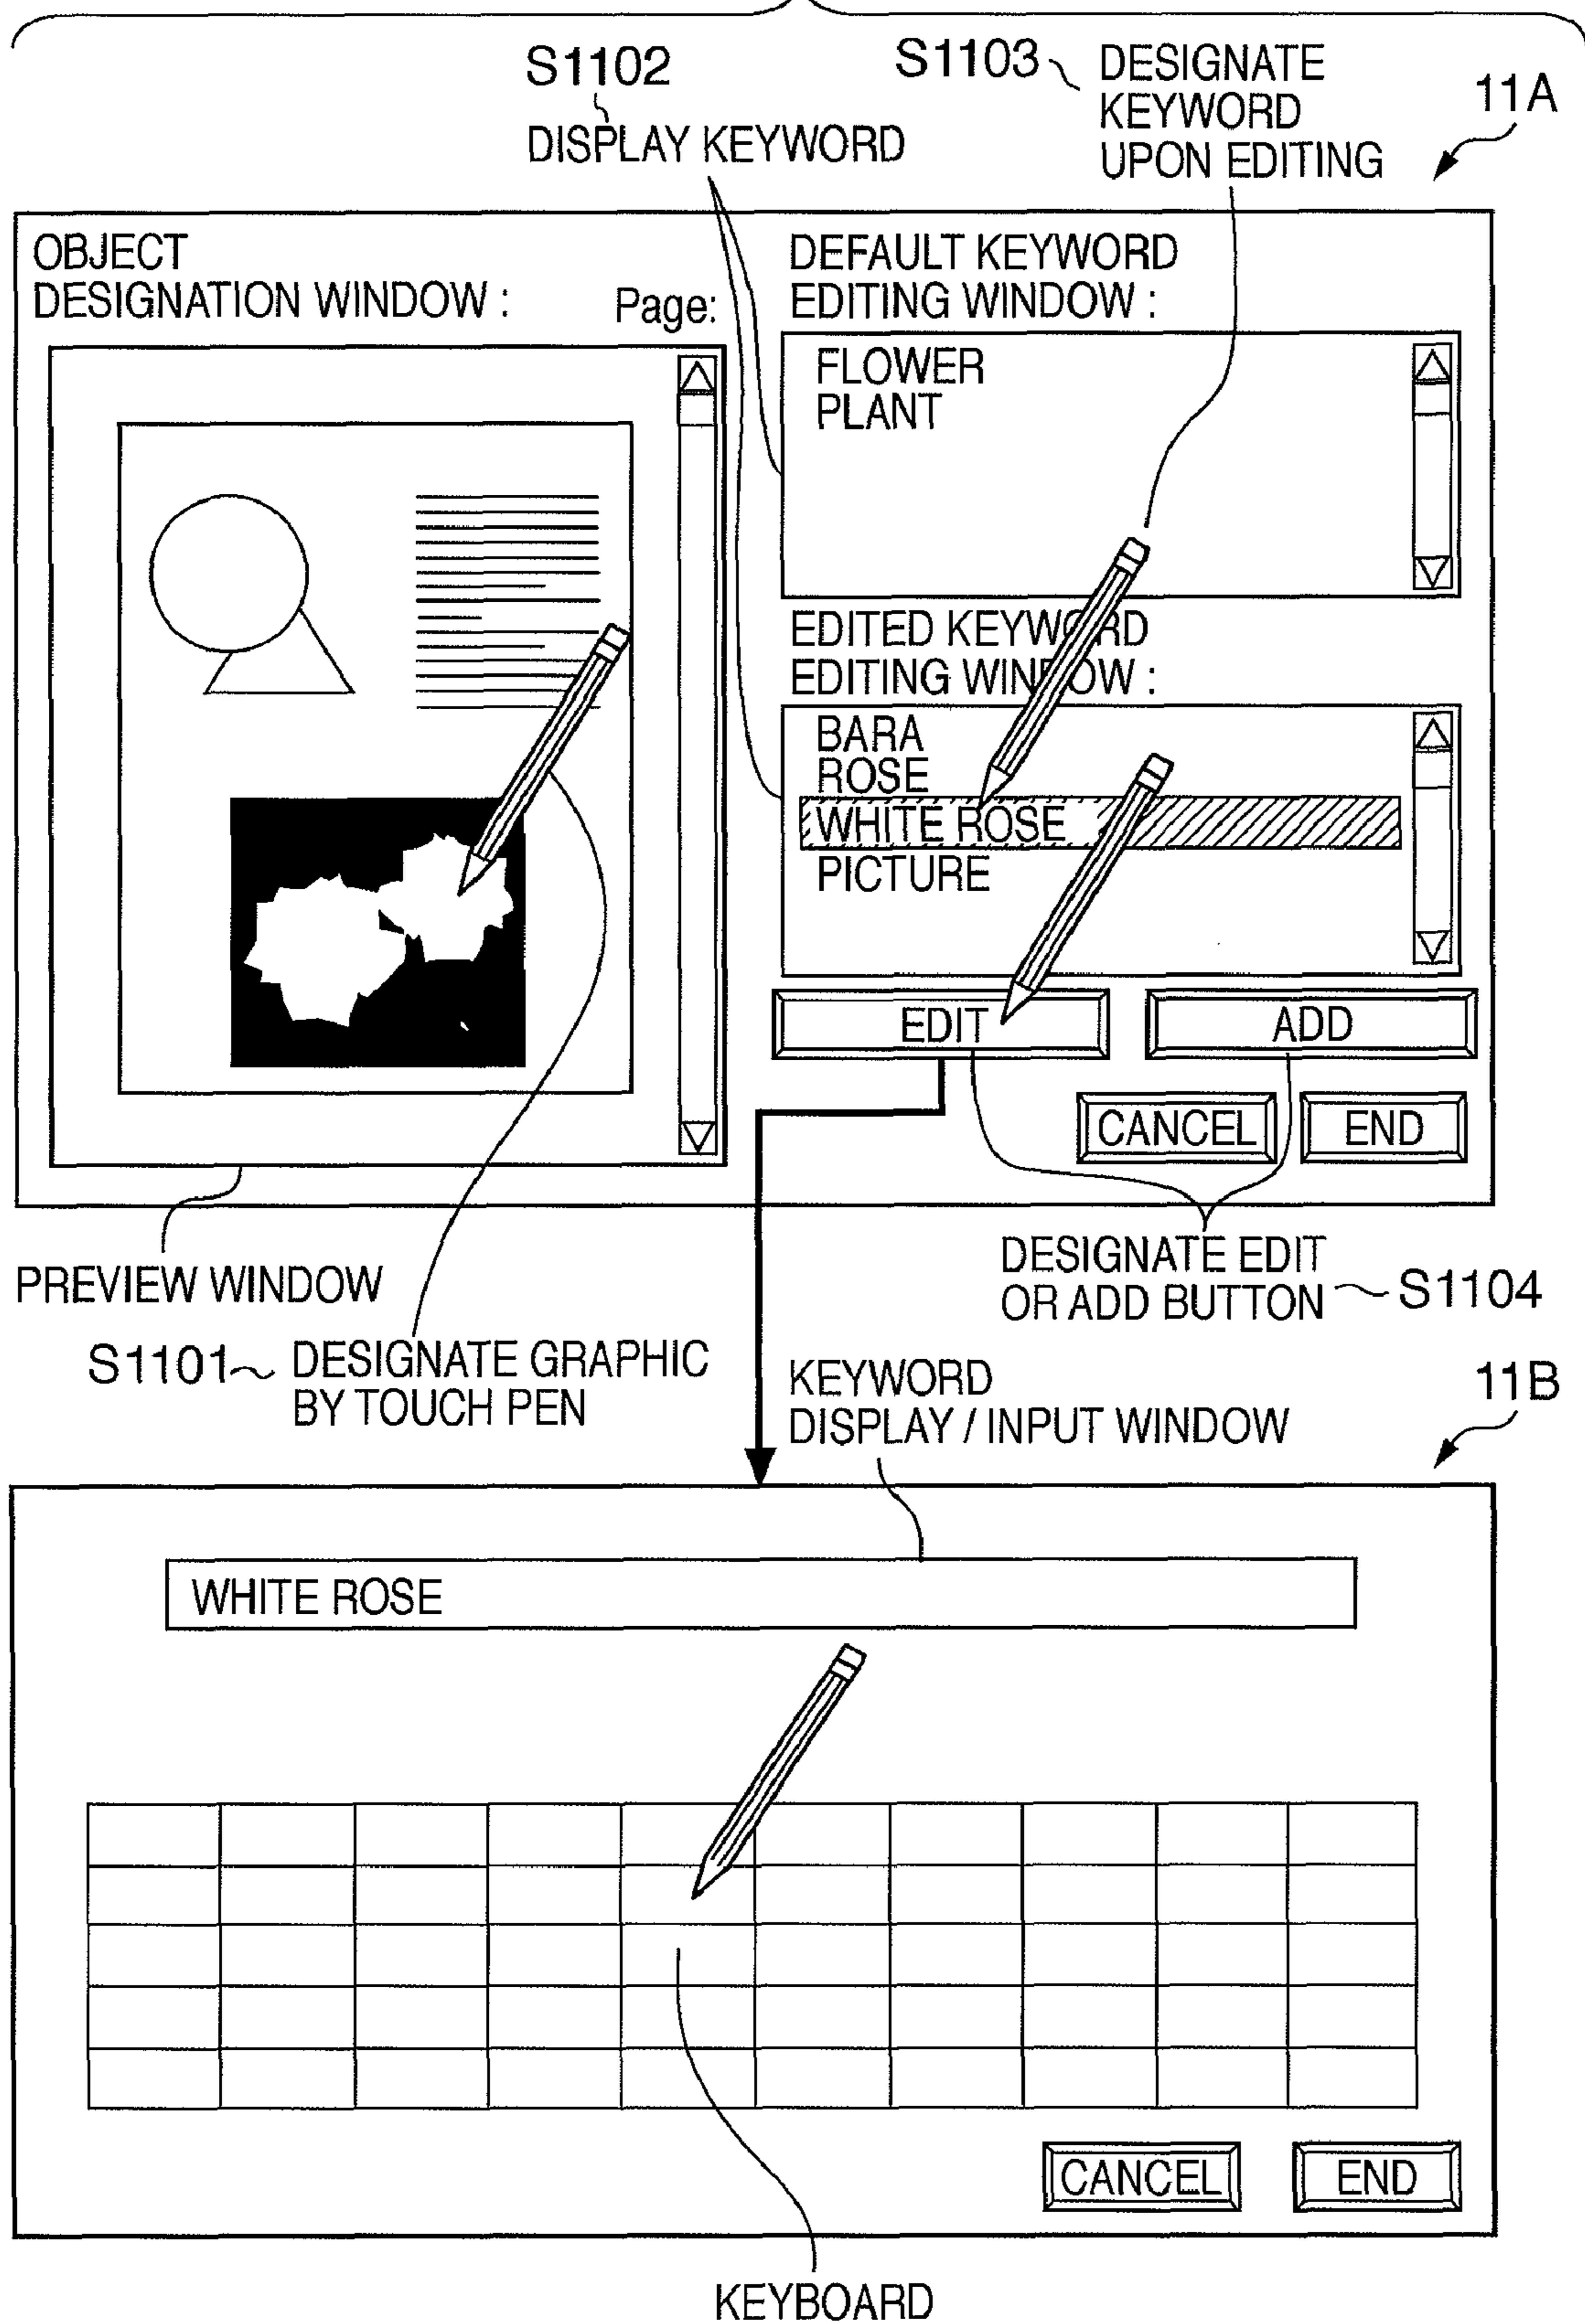 S1102
DISPLAY KEYWORD
S1103
DESIGNATE
KEYWORD
UPON EDITING
11A
OBJECT
DESIGNATION WINDOW :
Page:
DEFAULT KEYWORD
EDITING WINDOW :
FLOWER
PLANT
EDITED KEYWORD
EDITING WINDOW :
BARA
ROSE
WHITE ROSE
PICTURE
EDIT
ADD
CANCEL
END
PREVIEW WINDOW
DESIGNATE EDIT
OR ADD BUTTON
S1104
S1101
DESIGNATE GRAPHIC
BY TOUCH PEN
KEYWORD
DISPLAY / INPUT WINDOW
11B
WHITE ROSE
CANCEL
END
KEYBOARD